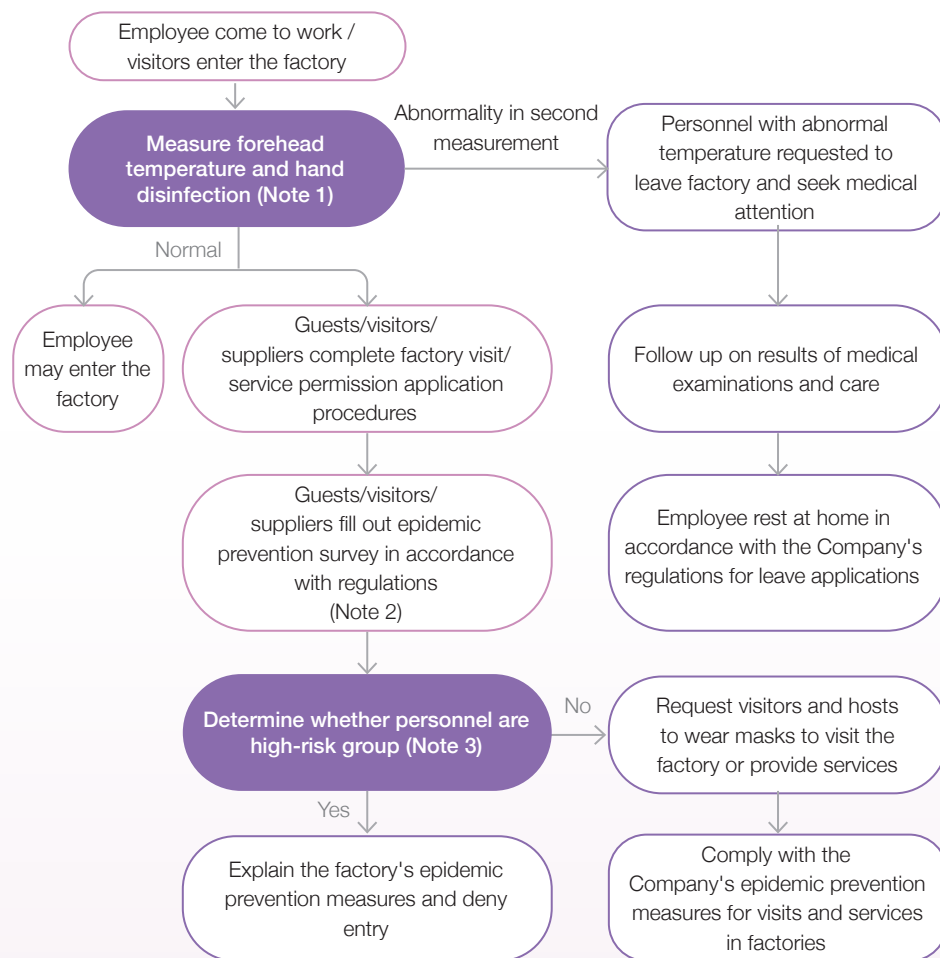 Employee come to work /
visitors enter the factory
Measure forehead
temperature and hand
disinfection (Note 1)
Abnormality in second
measurement
Personnel with abnormal
temperature requested to
leave factory and seek medical
attention
Normal
Employee
may enter the
factory
Guests/visitors/
suppliers complete factory visit/
service permission application
procedures
Follow up on results of medical
examinations and care
Guests/visitors/
suppliers fill out epidemic
prevention survey in accordance
with regulations
(Note 2)
Employee rest at home in
accordance with the Company's
regulations for leave applications
Determine whether personnel are
high-risk group (Note 3)
No
Request visitors and hosts
to wear masks to visit the
factory or provide services
Yes
Explain the factory's epidemic
prevention measures and deny
entry
Comply with the
Company's epidemic prevention
measures for visits and services
in factories